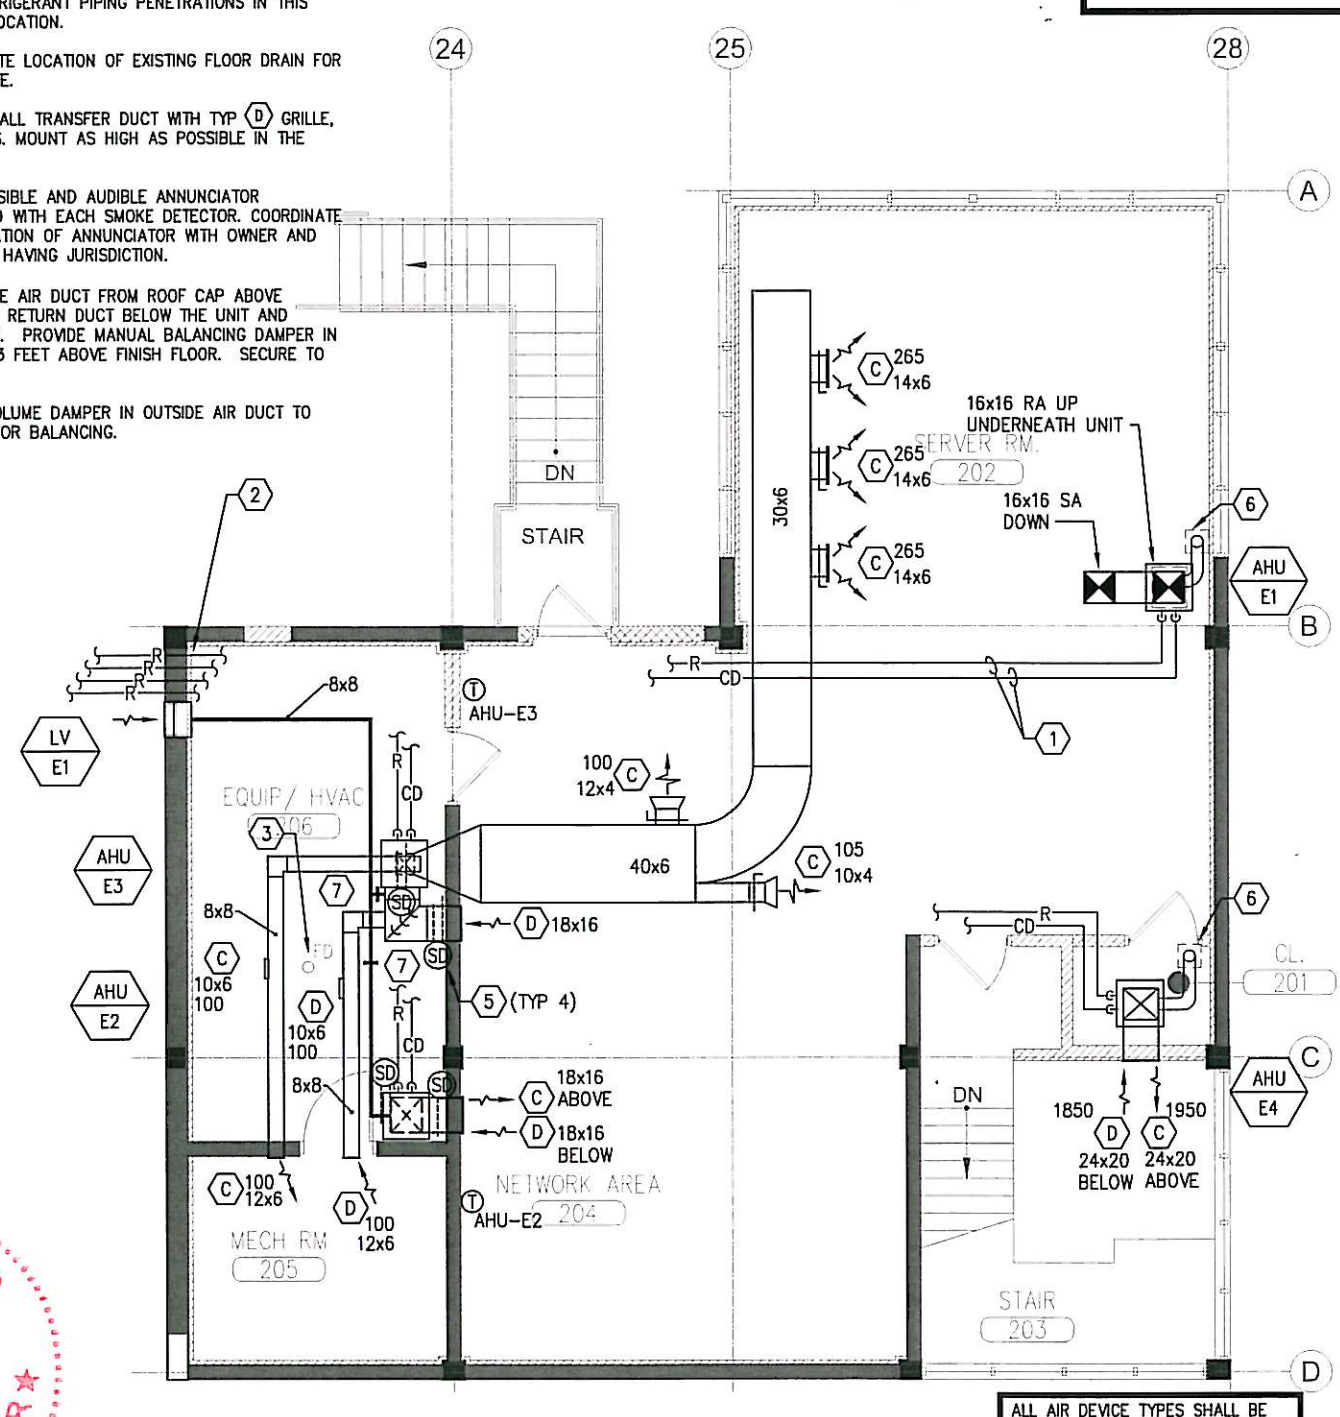 RIGERANT PIPING PENETRATIONS IN THIS
OCATION.
TE LOCATION OF EXISTING FLOOR DRAIN FOR
E.
ALL TRANSFER DUCT WITH TYP D GRILLE,
S. MOUNT AS HIGH AS POSSIBLE IN THE
SIBLE AND AUDIBLE ANNUNCIATOR
D WITH EACH SMOKE DETECTOR. COORDINATE
TION OF ANNUNCIATOR WITH OWNER AND
HAVING JURISDICTION.
E AIR DUCT FROM ROOF CAP ABOVE
RETURN DUCT BELOW THE UNIT AND
. PROVIDE MANUAL BALANCING DAMPER IN
3 FEET ABOVE FINISH FLOOR. SECURE TO
OLUME DAMPER IN OUTSIDE AIR DUCT TO
OR BALANCING.
24
25
28
A
DN
STAIR
2
30x6
C 265
14x6
C 265
14x6
C 265
14x6
16x16 RA UP
UNDERNEATH UNIT
SERVER RM.
202
16x16 SA
DOWN
6
AHU
E1
B
R
R
R
R
8x8
T
AHU-E3
R
CD
1
LV
E1
EQUIP/ HVAC
206
3
R
CD
100
12x4
C
40x6
C 105
10x4
AHU
E3
7
SD
8x8
C
10x6
100
FD
D 18x16
7
SD
5 (TYP 4)
AHU
E2
D
10x6
100
R
CD
8x8
SD
SD
C 18x16
ABOVE
D 18x16
BELOW
R
CD
6
CL.
201
C
AHU
E4
DN
1850
D
24x20
BELOW
1950
C
24x20
ABOVE
C 100
12x6
D 100
12x6
MECH RM
205
NETWORK AREA
204
T
AHU-E2
STAIR
203
D
R
ALL AIR DEVICE TYPES SHALL BE